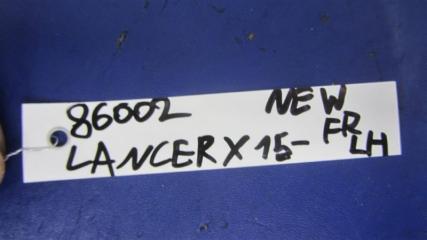 86002 NEW
LANCER X 15- FR LH